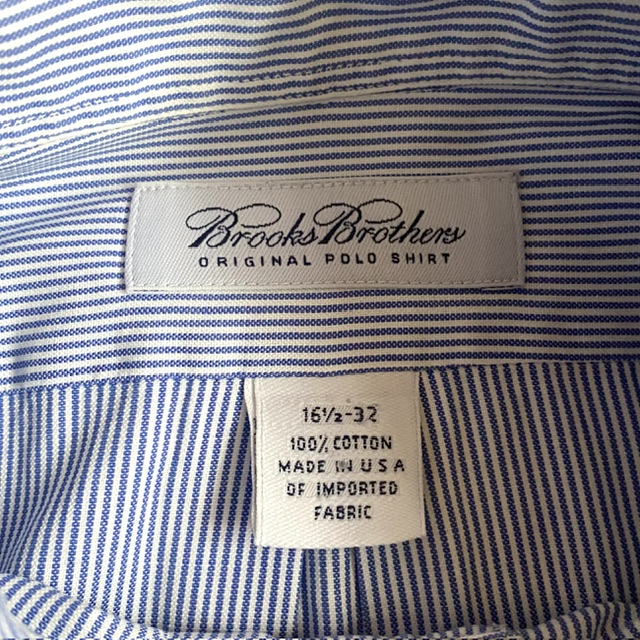 Brooks Brothers
ORIGINAL POLO SHIRT
16½-32
100% COTTON
MADE IN U S A
OF IMPORTED
FABRIC